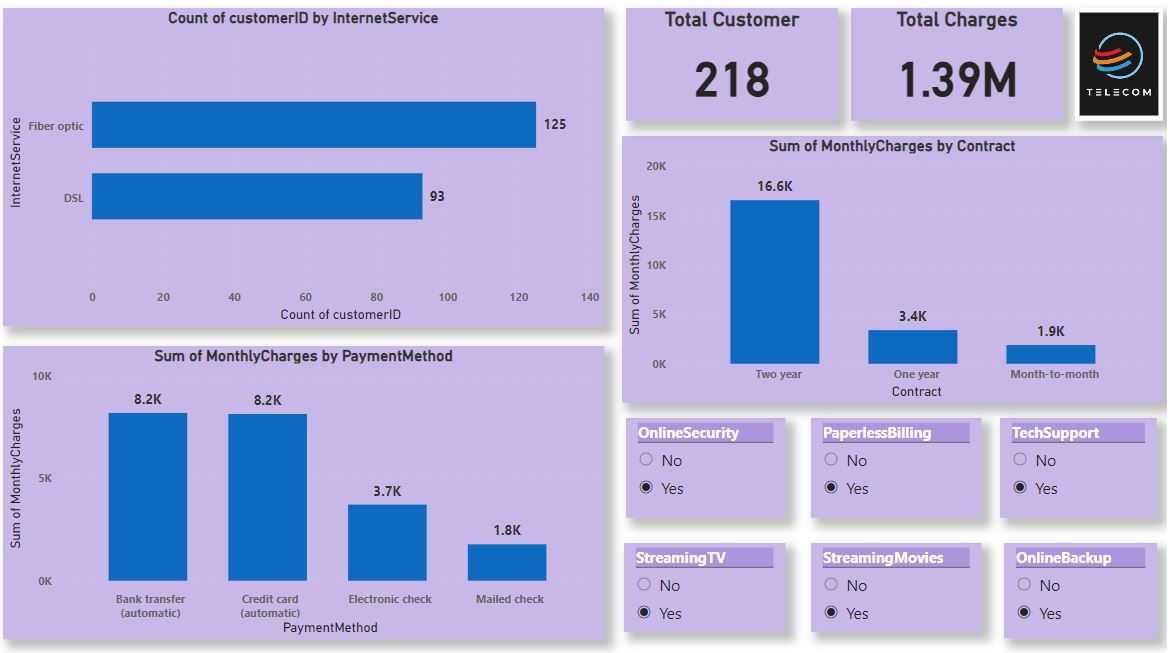 Count of customerID by InternetService
InternetService
Fiber optic
125
DSL
93
0 20 40 60 80 100 120 140
Count of customerID
Total Customer
218
Total Charges
1.39M
TELECOM
Sum of MonthlyCharges by Contract
Sum of MonthlyCharges
20K
15K
10K
5K
0K
16.6K
3.4K
1.9K
Two year One year Month-to-month
Contract
Sum of MonthlyCharges by PaymentMethod
Sum of MonthlyCharges
10K
5K
0K
8.2K 8.2K
3.7K
1.8K
Bank transfer (automatic)
Credit card (automatic)
Electronic check
Mailed check
PaymentMethod
OnlineSecurity
No
Yes
PaperlessBilling
No
Yes
TechSupport
No
Yes
StreamingTV
No
Yes
StreamingMovies
No
Yes
OnlineBackup
No
Yes